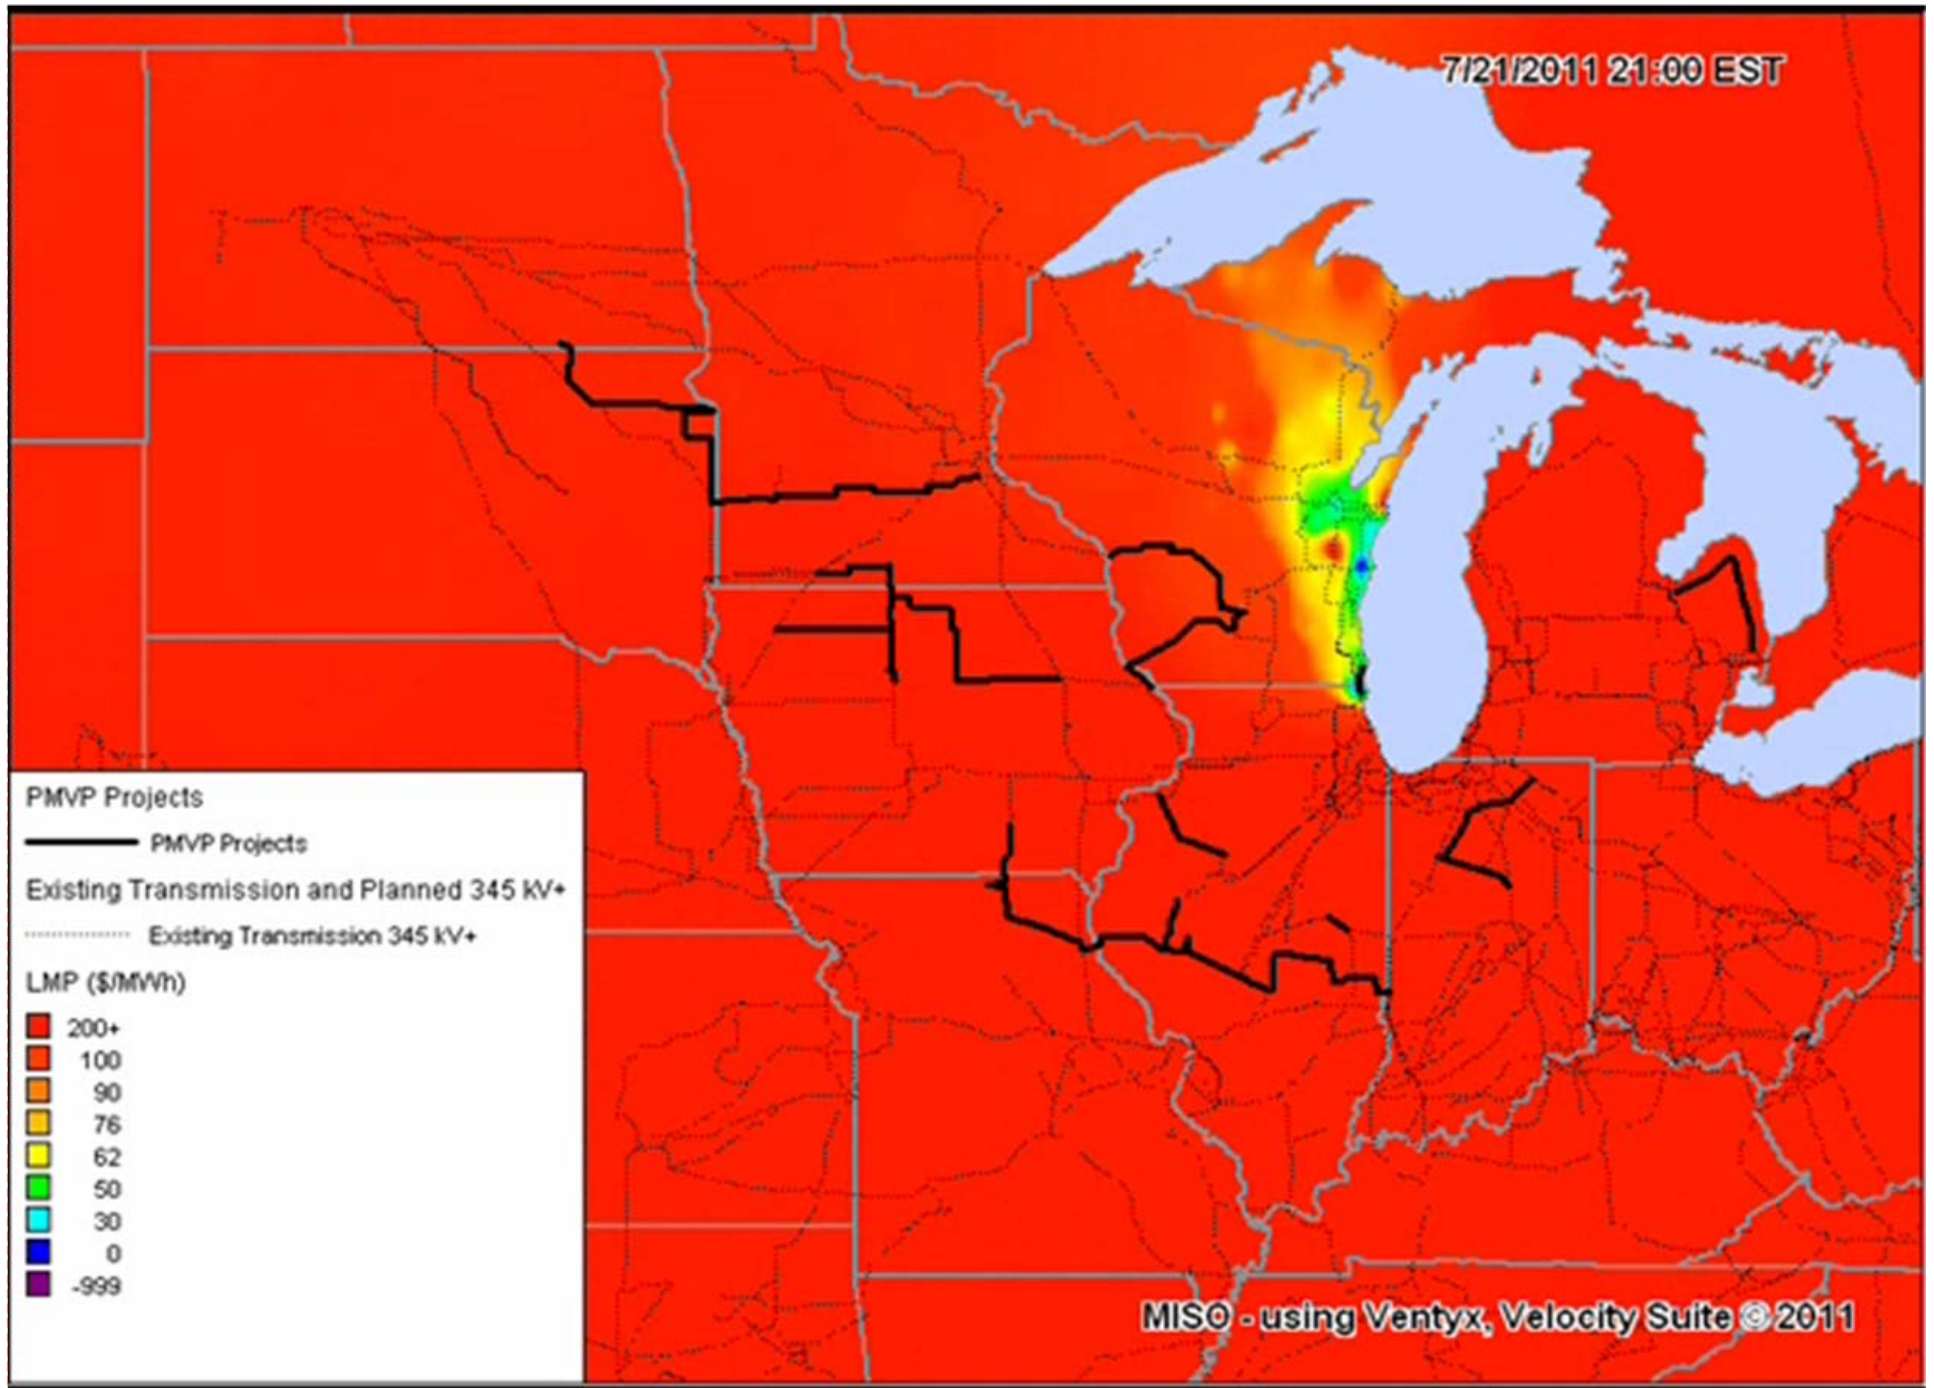 7/21/2011 21:00 EST
PMVP Projects
PMVP Projects
Existing Transmission and Planned 345 kV+
Existing Transmission 345 kV+
LMP ($/MWh)
200+
100
90
76
62
50
30
0
-999
MISO - using Ventyx, Velocity Suite © 2011